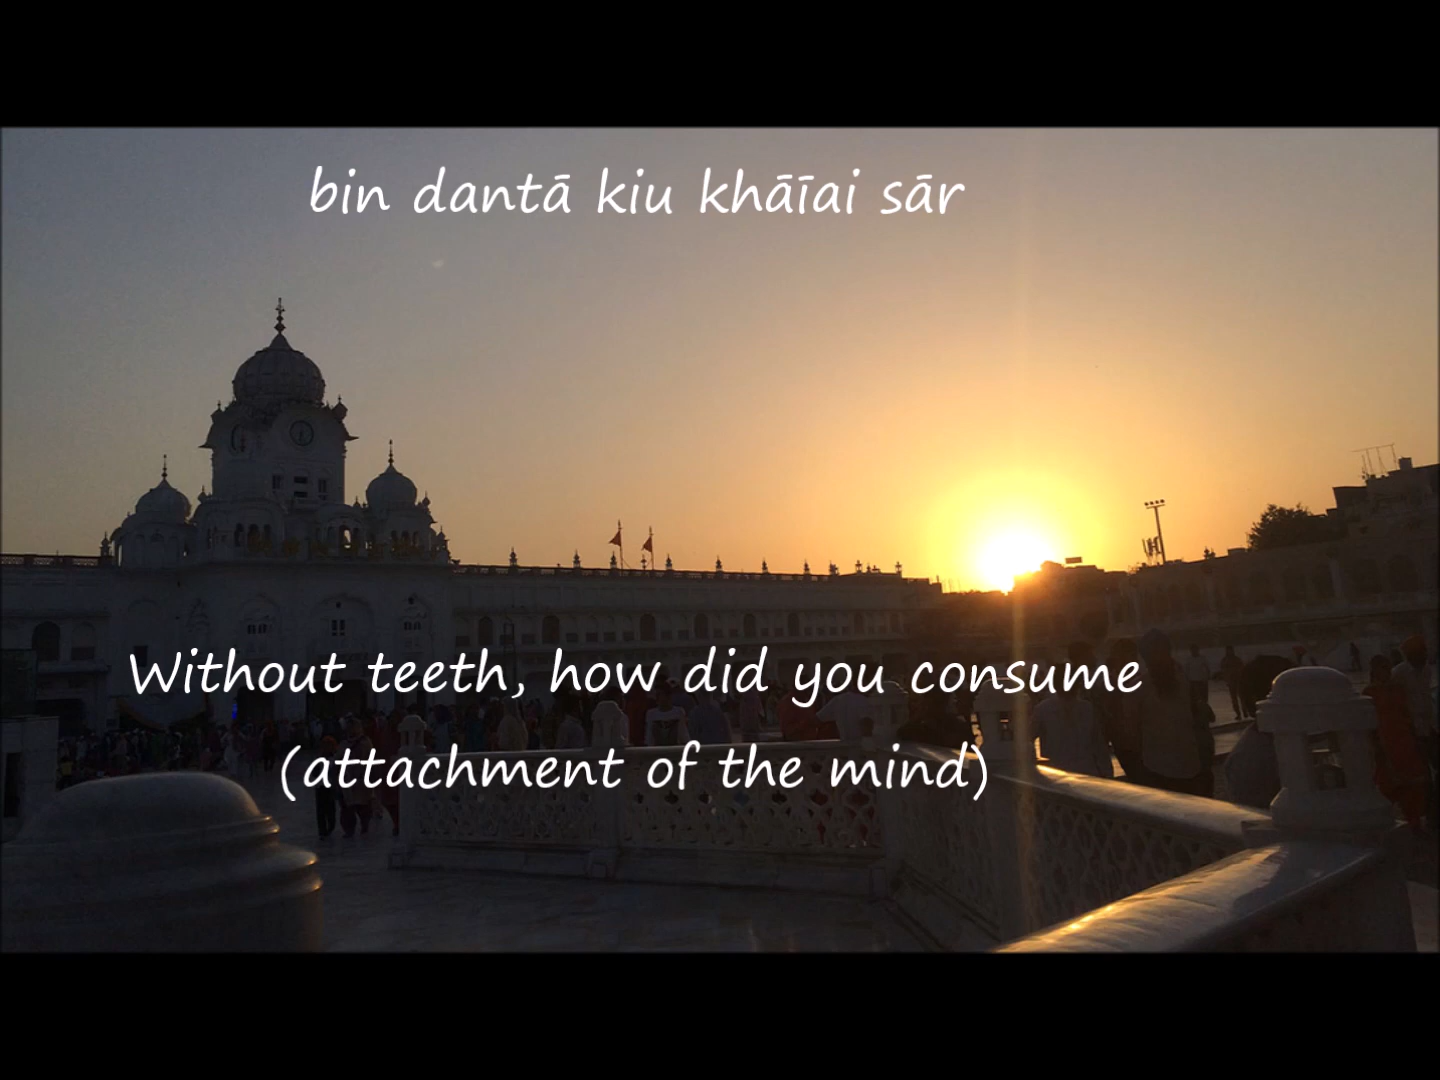 bin dantā kiu khāīai sār
Without teeth, how did you consume
(attachment of the mind)